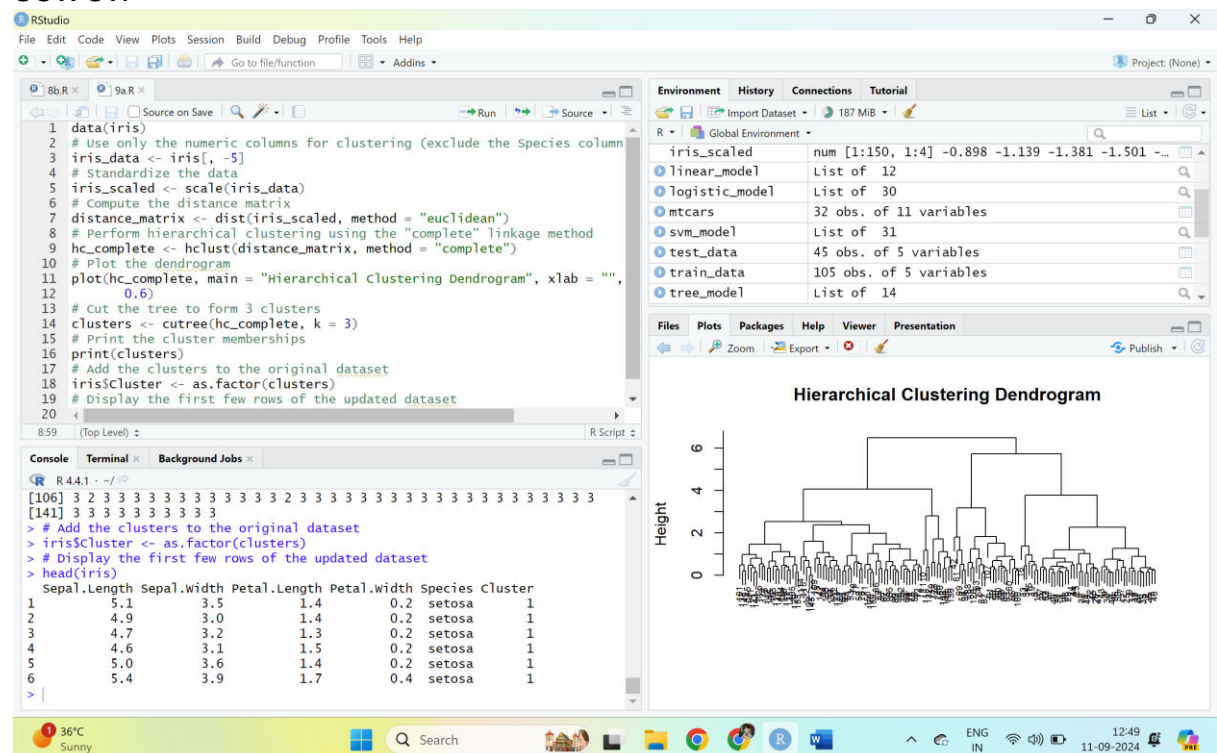 RStudio
File Edit Code View Plots Session Build Debug Profile Tools Help
Go to file/function Addins Project: (None)
8b.R 9a.R
Source on Save Run Source
1 data(iris)
2 # Use only the numeric columns for clustering (exclude the Species column
3 iris_data <- iris[, -5]
4 # Standardize the data
5 iris_scaled <- scale(iris_data)
6 # Compute the distance matrix
7 distance_matrix <- dist(iris_scaled, method = "euclidean")
8 # Perform hierarchical clustering using the "complete" linkage method
9 hc_complete <- hclust(distance_matrix, method = "complete")
10 # Plot the dendrogram
11 plot(hc_complete, main = "Hierarchical Clustering Dendrogram", xlab = "",
12 0.6)
13 # Cut the tree to form 3 clusters
14 clusters <- cutree(hc_complete, k = 3)
15 # Print the cluster memberships
16 print(clusters)
17 # Add the clusters to the original dataset
18 iris$Cluster <- as.factor(clusters)
19 # Display the first few rows of the updated dataset
20
8:59 (Top Level) R Script
Console Terminal Background Jobs
R 4.4.1 · ~/
[106] 3 2 3 3 3 3 3 3 3 3 3 3 3 3 2 3 3 3 3 3 3 3 3 3 3 3 3 3 3 3 3 3 3 3 3
[141] 3 3 3 3 3 3 3 3 3 3
> # Add the clusters to the original dataset
> iris$Cluster <- as.factor(clusters)
> # Display the first few rows of the updated dataset
> head(iris)
Sepal.Length Sepal.Width Petal.Length Petal.Width Species Cluster
1 5.1 3.5 1.4 0.2 setosa 1
2 4.9 3.0 1.4 0.2 setosa 1
3 4.7 3.2 1.3 0.2 setosa 1
4 4.6 3.1 1.5 0.2 setosa 1
5 5.0 3.6 1.4 0.2 setosa 1
6 5.4 3.9 1.7 0.4 setosa 1
>
Environment History Connections Tutorial
Import Dataset 187 MiB List
R Global Environment
iris_scaled num [1:150, 1:4] -0.898 -1.139 -1.381 -1.501 -…
linear_model List of 12
logistic_model List of 30
mtcars 32 obs. of 11 variables
svm_model List of 31
test_data 45 obs. of 5 variables
train_data 105 obs. of 5 variables
tree_model List of 14
Files Plots Packages Help Viewer Presentation
Zoom Export Publish
Hierarchical Clustering Dendrogram
Height
6
4
2
0
1
36°C
Sunny
Search
ENG
IN
12:49
11-09-2024
PRE